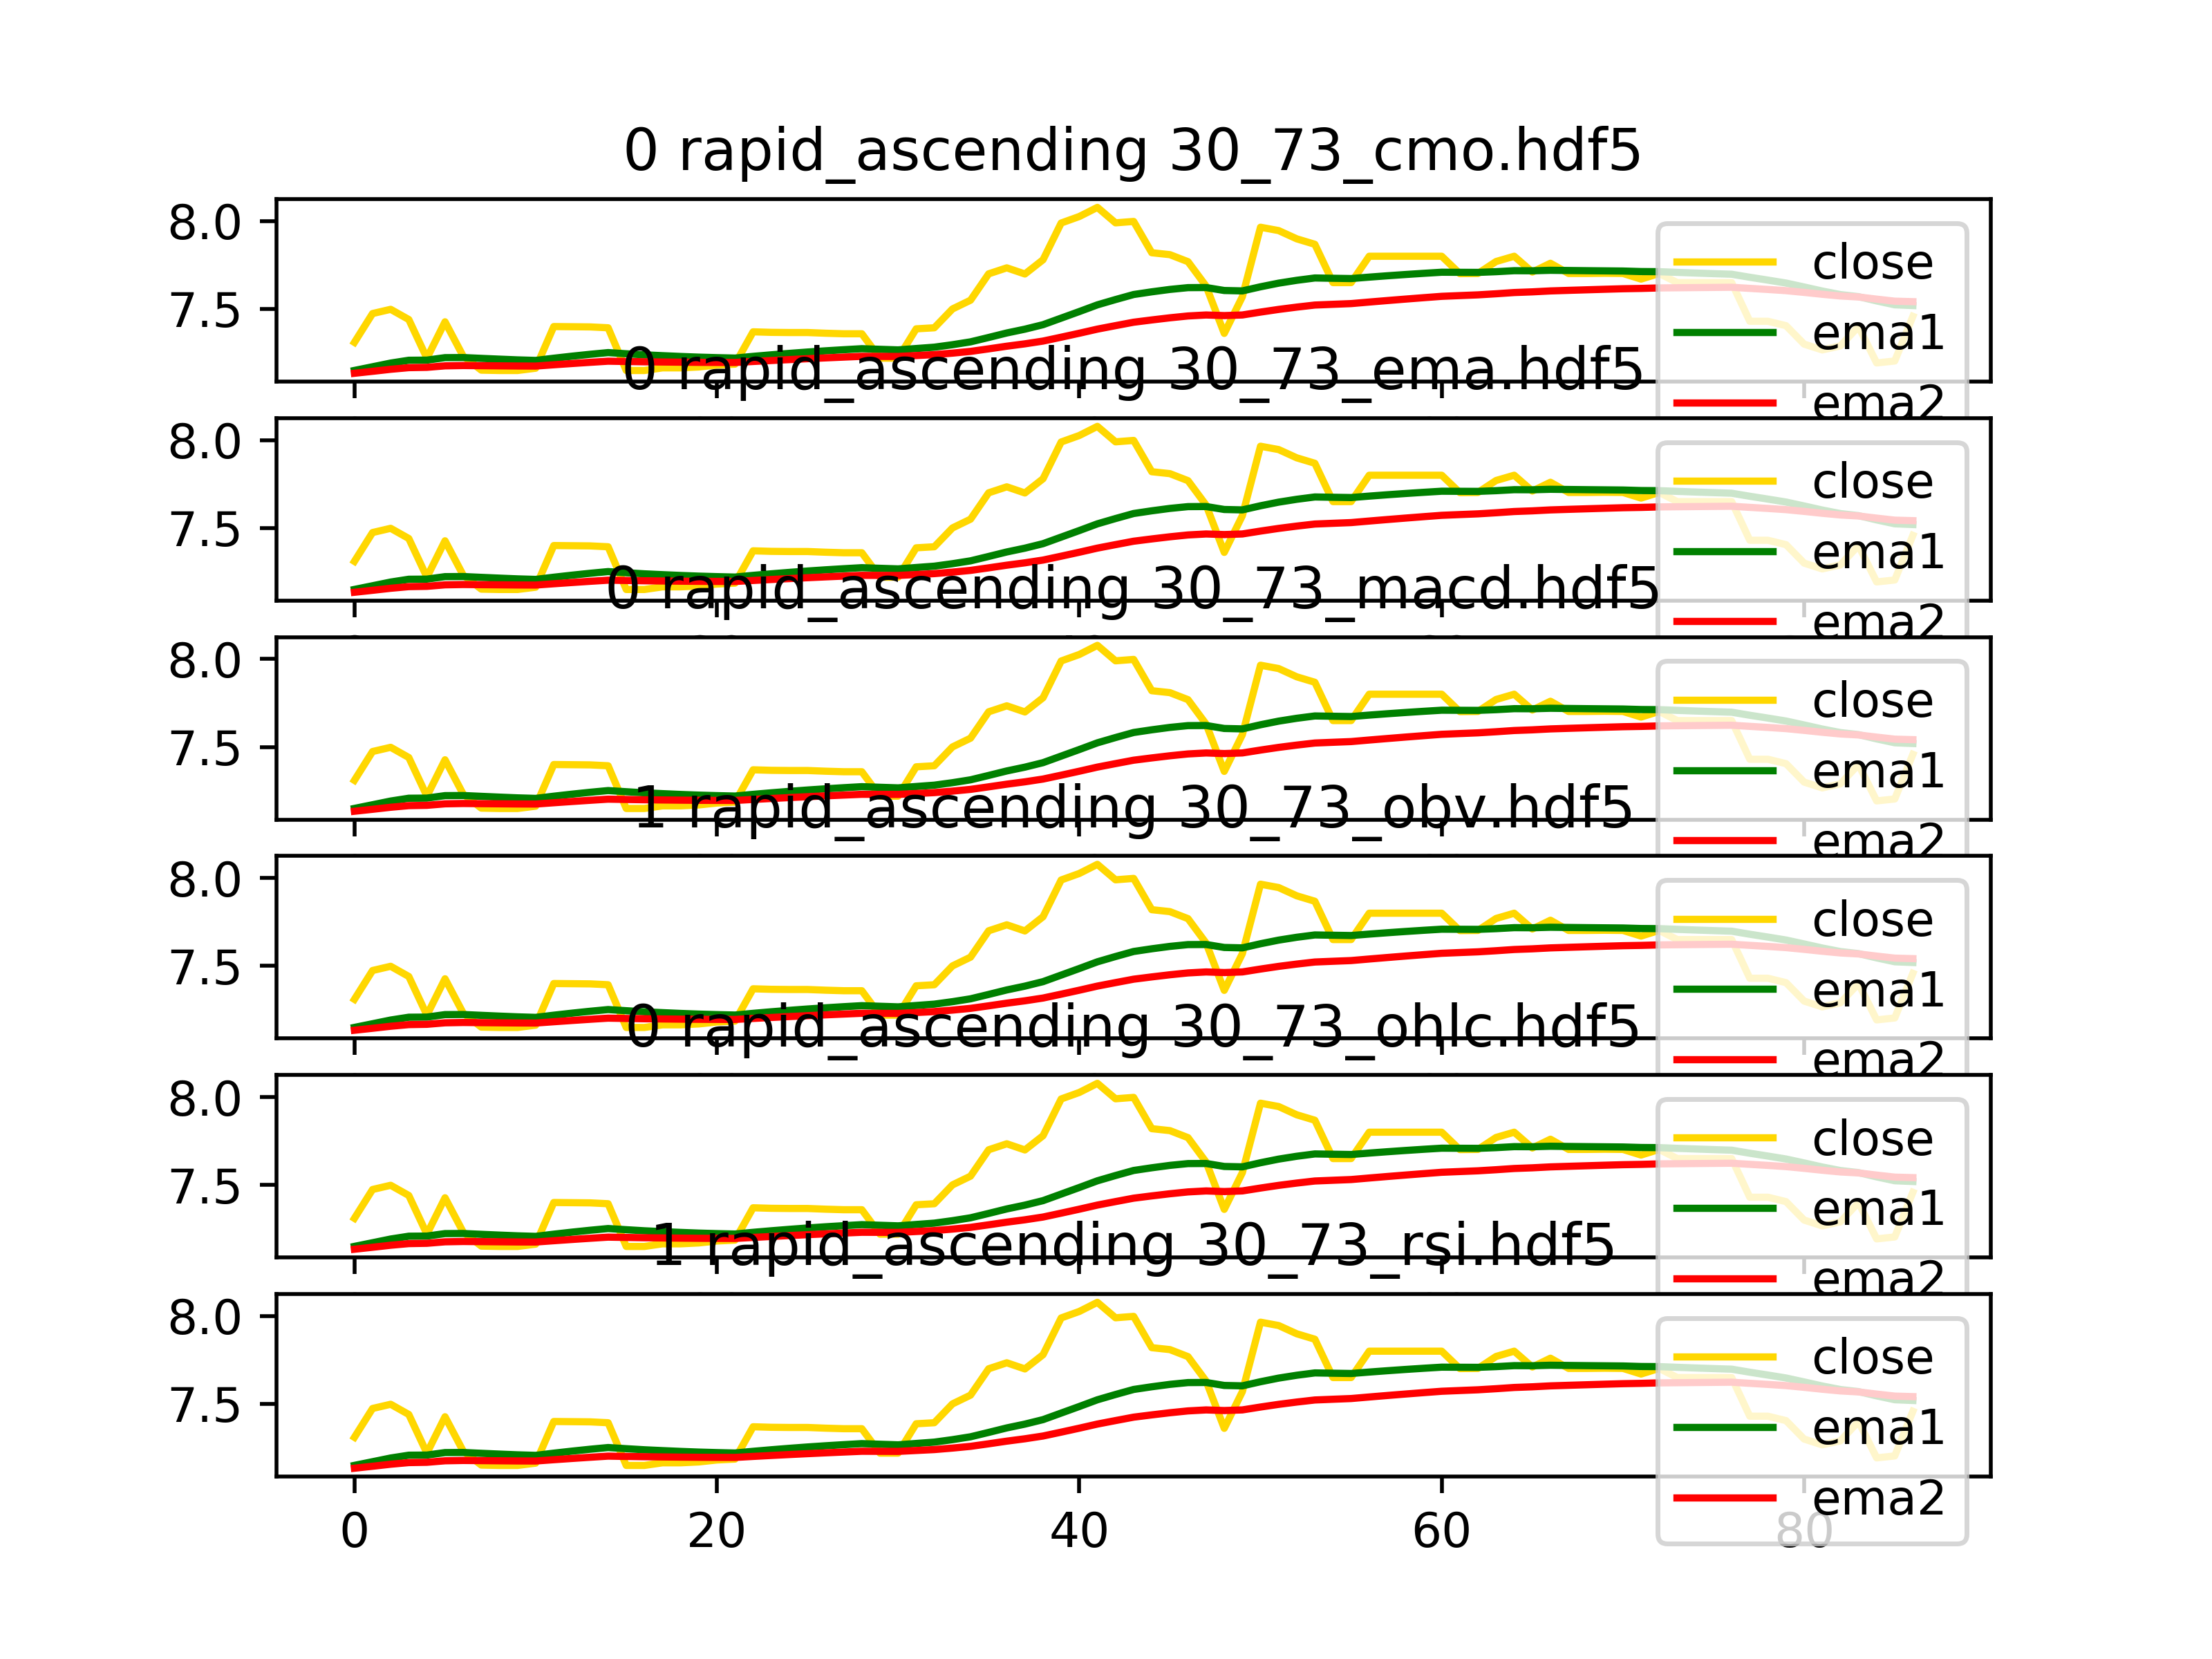 0 rapid_ascending 30_73_cmo.hdf5
8.0
7.5
close
ema1
ema2
0 rapid_ascending 30_73_ema.hdf5
8.0
7.5
close
ema1
ema2
0 rapid_ascending 30_73_macd.hdf5
8.0
7.5
close
ema1
ema2
1 rapid_ascending 30_73_obv.hdf5
8.0
7.5
close
ema1
ema2
0 rapid_ascending 30_73_ohlc.hdf5
8.0
7.5
close
ema1
ema2
1 rapid_ascending 30_73_rsi.hdf5
8.0
7.5
close
ema1
ema2
0 20 40 60 80